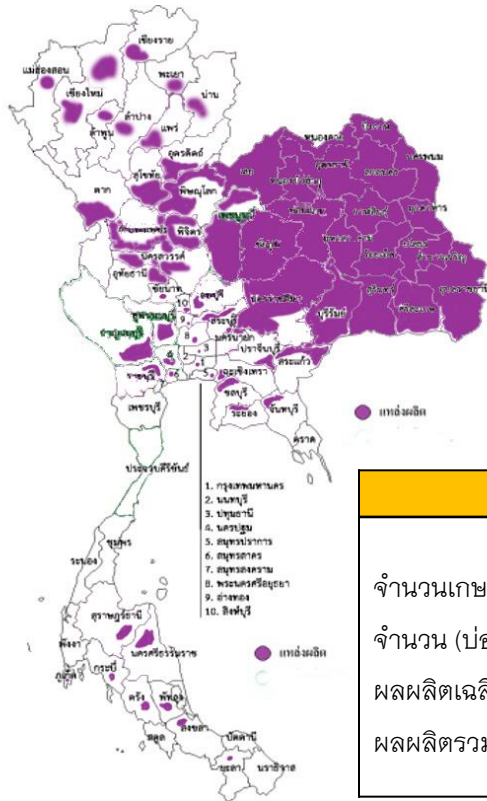 เชียงราย
แม่ฮ่องสอน
พะเยา
เชียงใหม่
น่าน
ลำปาง
ลำพูน
แพร่
อุตรดิตถ์
ตาก
สุโขทัย
พิษณุโลก
เพชรบูรณ์
พิจิตร
นครสวรรค์
อุทัยธานี
ชัยนาท
ลพบุรี
สระบุรี
นครนายก
ปราจีนบุรี
สระแก้ว
บุรีรัมย์
สุรินทร์
ราชบุรี
ฉะเชิงเทรา
ชลบุรี
ระยอง
จันทบุรี
ตราด
เพชรบุรี
ประจวบคีรีขันธ์
แหล่งผลิต
1. กรุงเทพมหานคร
2. นนทบุรี
3. ปทุมธานี
4. นครปฐม
5. สมุทรปราการ
6. สมุทรสาคร
7. สมุทรสงคราม
8. พระนครศรีอยุธยา
9. อ่างทอง
10. สิงห์บุรี
ชุมพร
ระนอง
สุราษฎร์ธานี
พังงา
นครศรีธรรมราช
แหล่งผลิต
กระบี่
ภูเก็ต
ตรัง
พัทลุง
สงขลา
สตูล
ปัตตานี
ยะลา
นราธิวาส
จำนวนเกษ
จำนวน (บ่อ
ผลผลิตเฉลี
ผลผลิตรวม